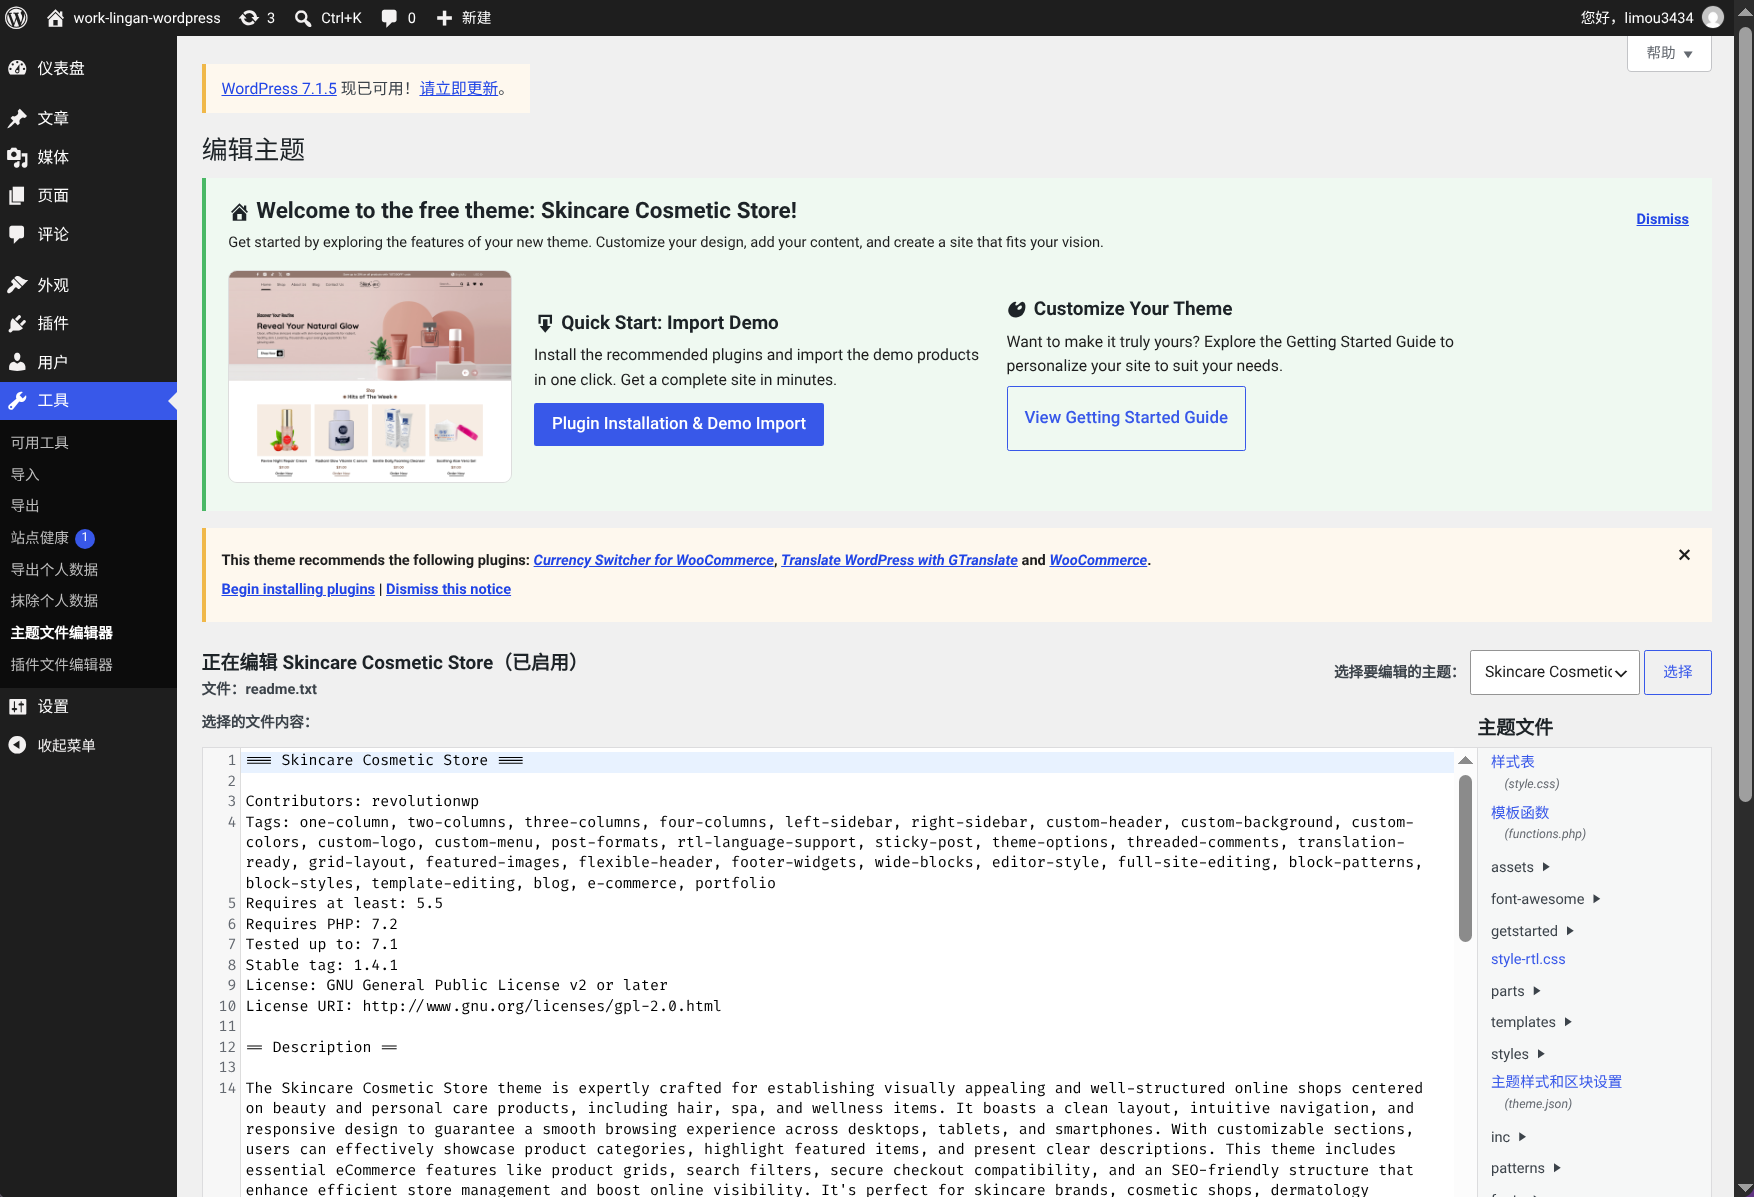 work-lingan-wordpress 3 Ctrl+K 0 新建
您好，limou3434
仪表盘
文章
媒体
页面
评论
外观
插件
用户
工具
可用工具
导入
导出
站点健康 1
导出个人数据
抹除个人数据
主题文件编辑器
插件文件编辑器
设置
收起菜单
帮助
WordPress 7.1.5 现已可用！请立即更新。
编辑主题
Welcome to the free theme: Skincare Cosmetic Store!
Dismiss
Get started by exploring the features of your new theme. Customize your design, add your content, and create a site that fits your vision.
Reveal Your Natural Glow
Hits of The Week
Quick Start: Import Demo
Install the recommended plugins and import the demo products
in one click. Get a complete site in minutes.
Plugin Installation & Demo Import
Customize Your Theme
Want to make it truly yours? Explore the Getting Started Guide to
personalize your site to suit your needs.
View Getting Started Guide
This theme recommends the following plugins: Currency Switcher for WooCommerce, Translate WordPress with GTranslate and WooCommerce.
Begin installing plugins | Dismiss this notice
正在编辑 Skincare Cosmetic Store（已启用）
文件：readme.txt
选择要编辑的主题： Skincare Cosmetic 选择
选择的文件内容：
1 === Skincare Cosmetic Store ===
2
3 Contributors: revolutionwp
4 Tags: one-column, two-columns, three-columns, four-columns, left-sidebar, right-sidebar, custom-header, custom-background, custom-
colors, custom-logo, custom-menu, post-formats, rtl-language-support, sticky-post, theme-options, threaded-comments, translation-
ready, grid-layout, featured-images, flexible-header, footer-widgets, wide-blocks, editor-style, full-site-editing, block-patterns,
block-styles, template-editing, blog, e-commerce, portfolio
5 Requires at least: 5.5
6 Requires PHP: 7.2
7 Tested up to: 7.1
8 Stable tag: 1.4.1
9 License: GNU General Public License v2 or later
10 License URI: http://www.gnu.org/licenses/gpl-2.0.html
11
12 == Description ==
13
14 The Skincare Cosmetic Store theme is expertly crafted for establishing visually appealing and well-structured online shops centered
on beauty and personal care products, including hair, spa, and wellness items. It boasts a clean layout, intuitive navigation, and
responsive design to guarantee a smooth browsing experience across desktops, tablets, and smartphones. With customizable sections,
users can effectively showcase product categories, highlight featured items, and present clear descriptions. This theme includes
essential eCommerce features like product grids, search filters, secure checkout compatibility, and an SEO-friendly structure that
enhance efficient store management and boost online visibility. It's perfect for skincare brands, cosmetic shops, dermatology
主题文件
样式表
(style.css)
模板函数
(functions.php)
assets
font-awesome
getstarted
style-rtl.css
parts
templates
styles
主题样式和区块设置
(theme.json)
inc
patterns